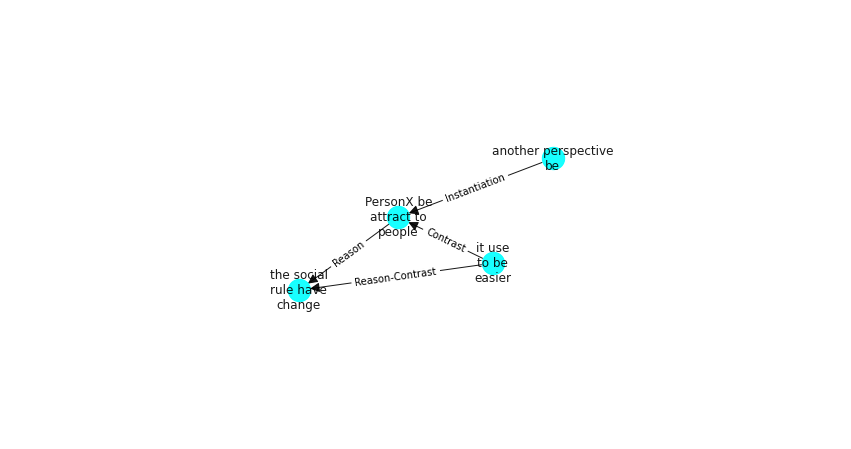 another perspective
be
Instantiation
PersonX be
attract to
people
Contrast
Reason
it use
to be
easier
Reason-Contrast
the social
rule have
change